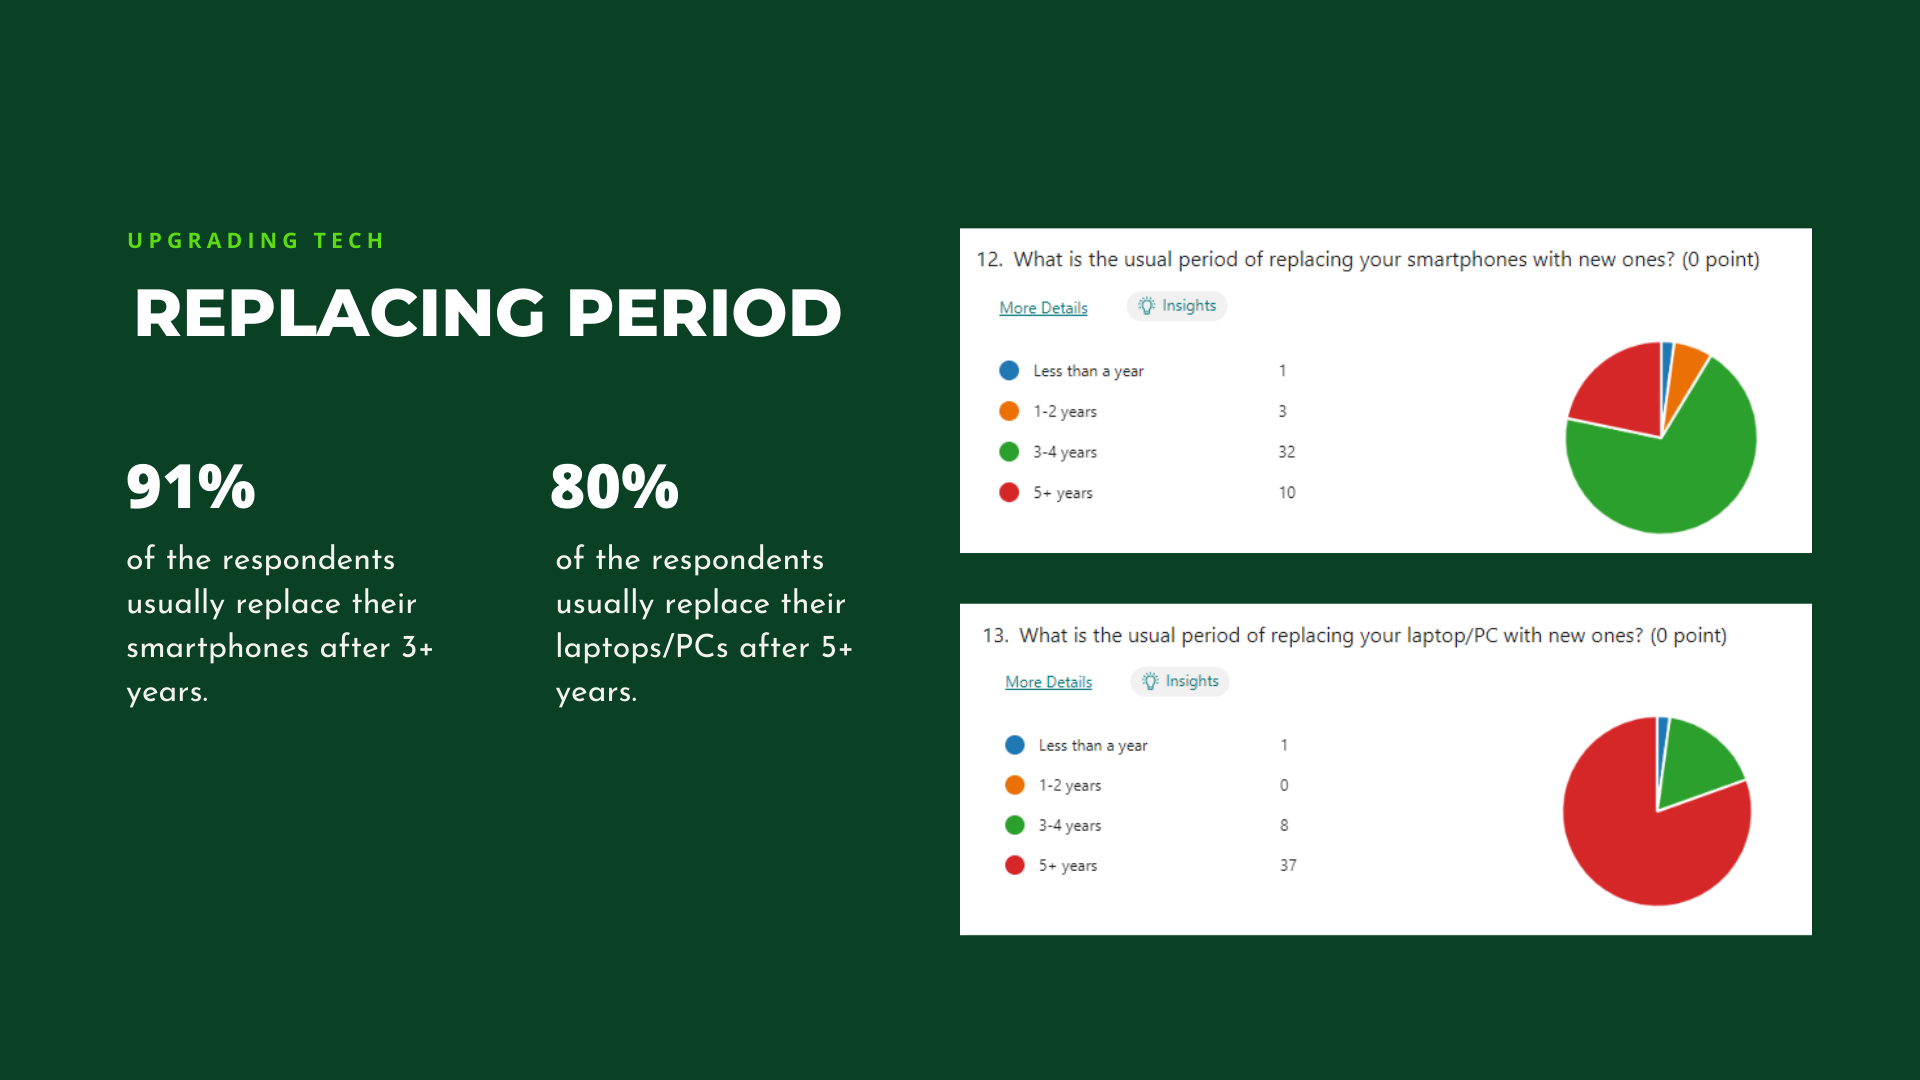 UPGRADING TECH
REPLACING PERIOD
91%
of the respondents
usually replace their
smartphones after 3+
years.
80%
of the respondents
usually replace their
laptops/PCs after 5+
years.
12. What is the usual period of replacing your smartphones with new ones? (0 point)
More Details Insights
Less than a year 1
1-2 years 3
3-4 years 32
5+ years 10
13. What is the usual period of replacing your laptop/PC with new ones? (0 point)
More Details Insights
Less than a year 1
1-2 years 0
3-4 years 8
5+ years 37